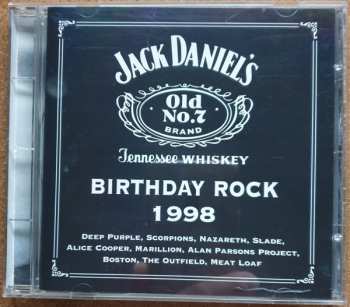 JACK DANIEL'S
Old
No.7
BRAND
Tennessee WHISKEY
BIRTHDAY ROCK
1998
DEEP PURPLE, SCORPIONS, NAZARETH, SLADE,
ALICE COOPER, MARILLION, ALAN PARSONS PROJECT,
BOSTON, THE OUTFIELD, MEAT LOAF